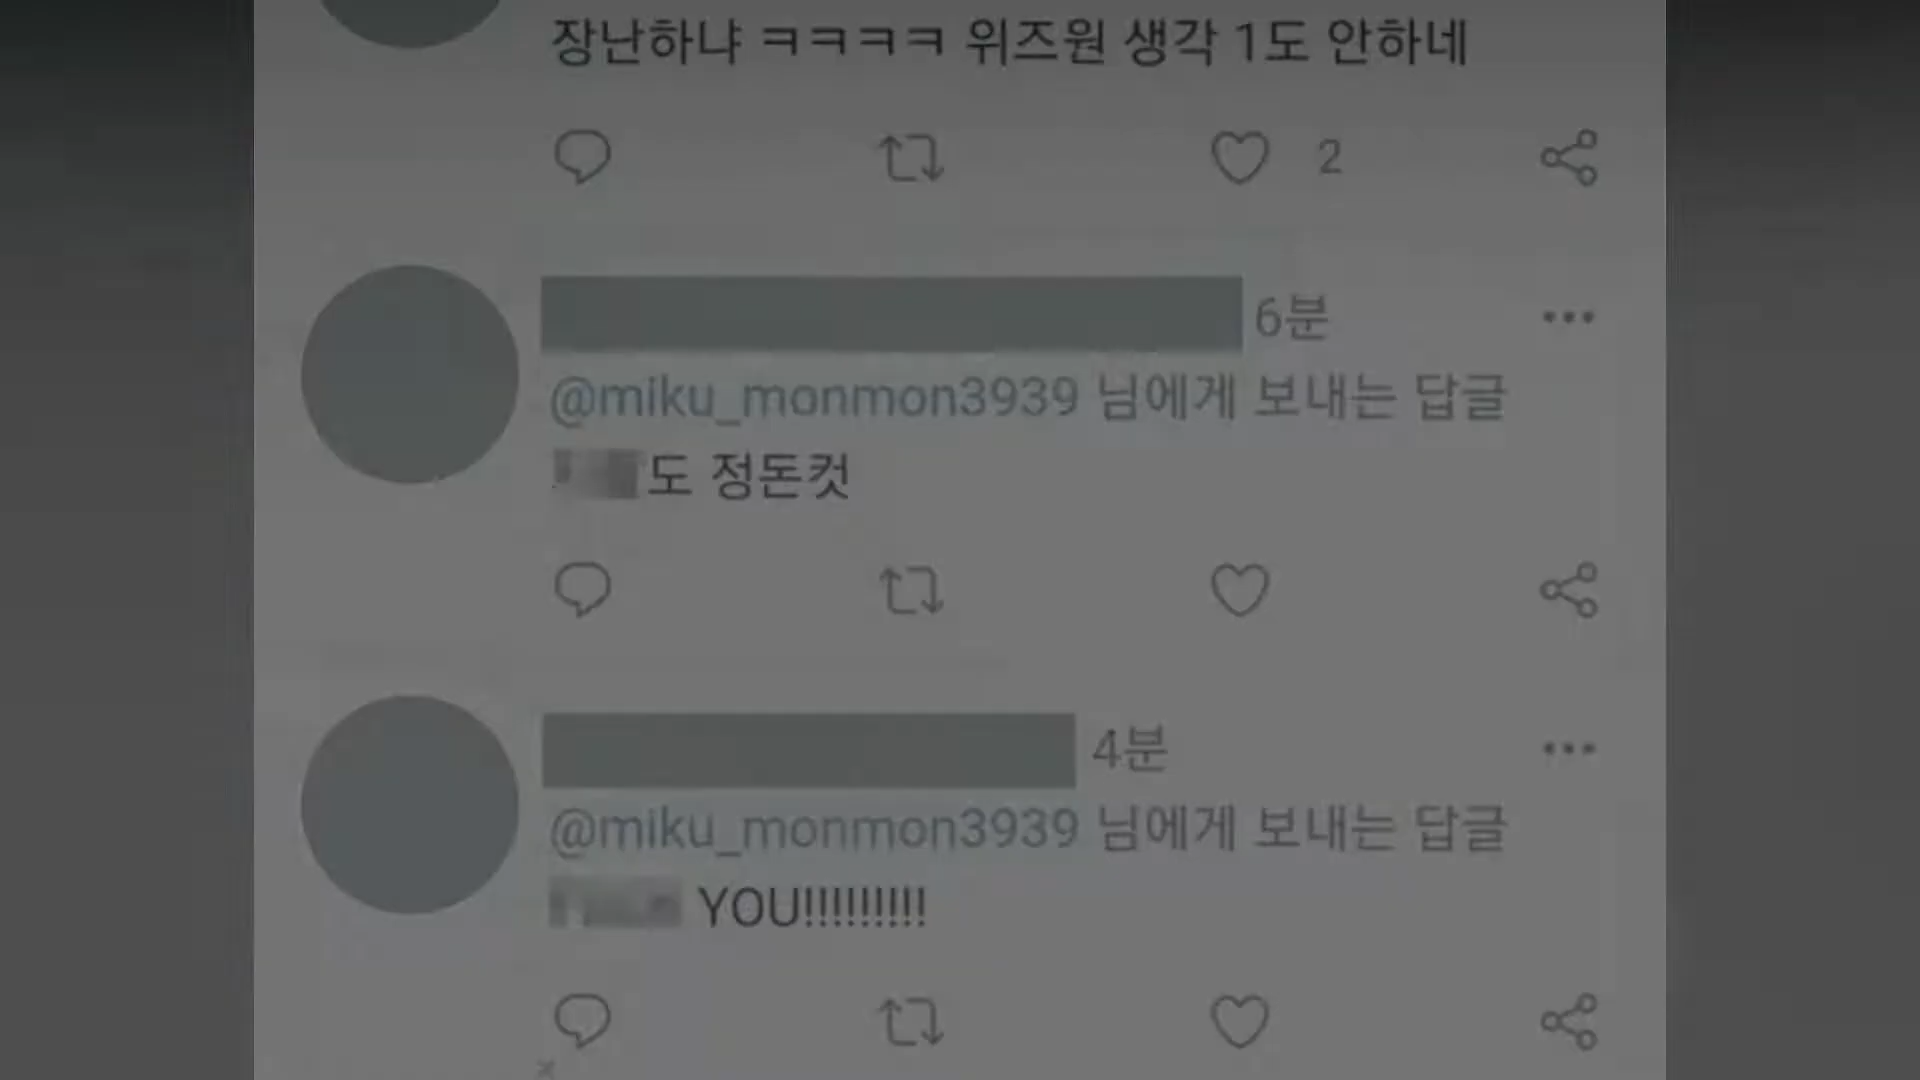 장난하냐 ㅋㅋㅋㅋ 위즈원 생각 1도 안하네
2
6분
@miku_monmon3939 님에게 보내는 답글
도 정돈컷
4분
@miku_monmon3939 님에게 보내는 답글
YOU!!!!!!!!!